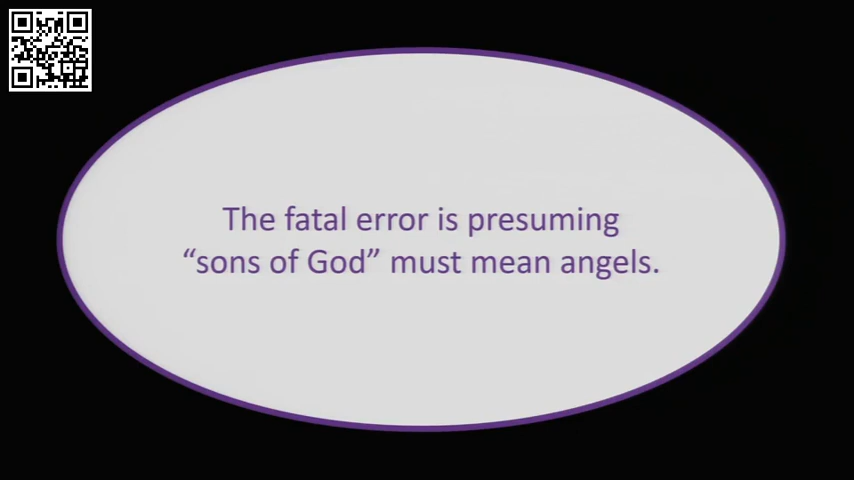 The fatal error is presuming
“sons of God” must mean angels.